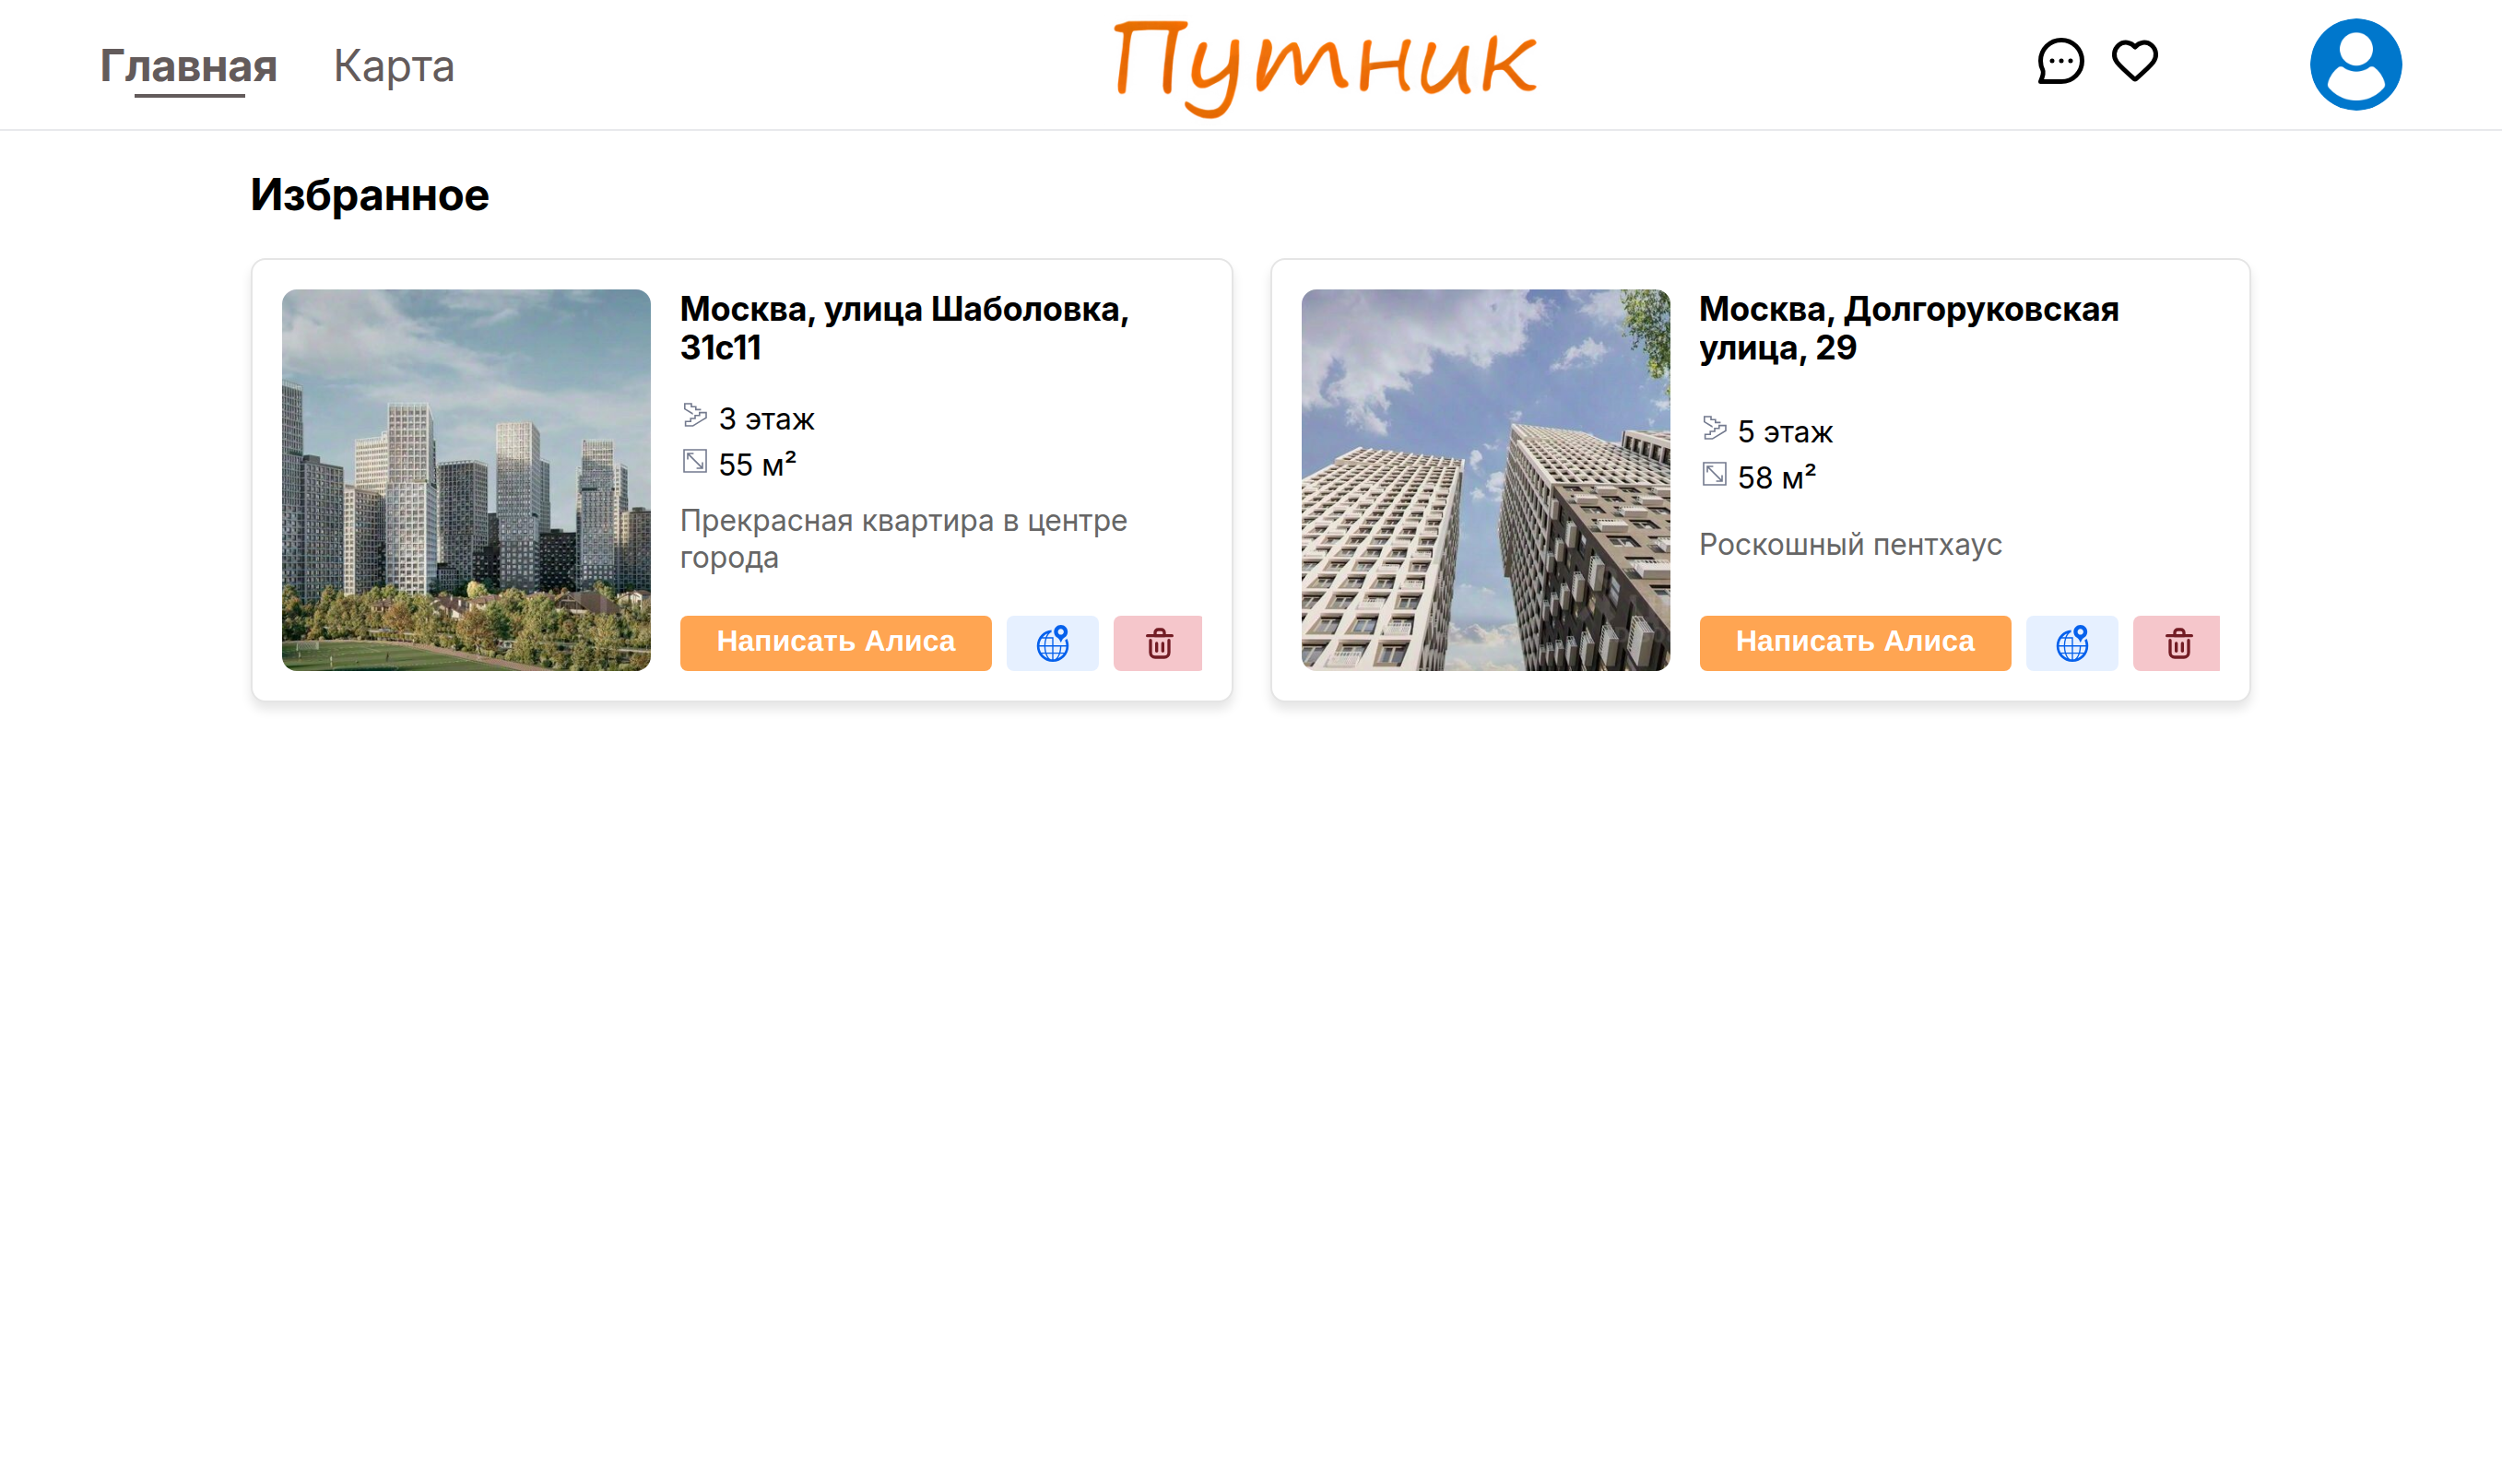 Главная
Карта
Путник
Избранное
Москва, улица Шаболовка,
31с11
3 этаж
55 м²
Прекрасная квартира в центре
города
Написать Алиса
Москва, Долгоруковская
улица, 29
5 этаж
58 м²
Роскошный пентхаус
Написать Алиса